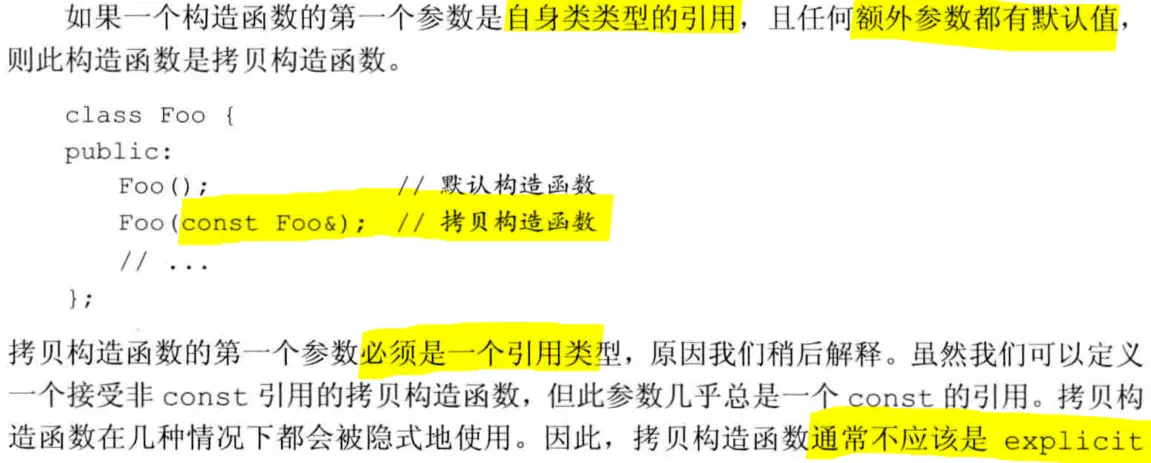 如果一个构造函数的第一个参数是自身类类型的引用，且任何额外参数都有默认值，
则此构造函数是拷贝构造函数。
class Foo {
public:
Foo(); // 默认构造函数
Foo(const Foo&); // 拷贝构造函数
// ...
};
拷贝构造函数的第一个参数必须是一个引用类型，原因我们稍后解释。虽然我们可以定义
一个接受非 const 引用的拷贝构造函数，但此参数几乎总是一个 const 的引用。拷贝构
造函数在几种情况下都会被隐式地使用。因此，拷贝构造函数通常不应该是 explicit